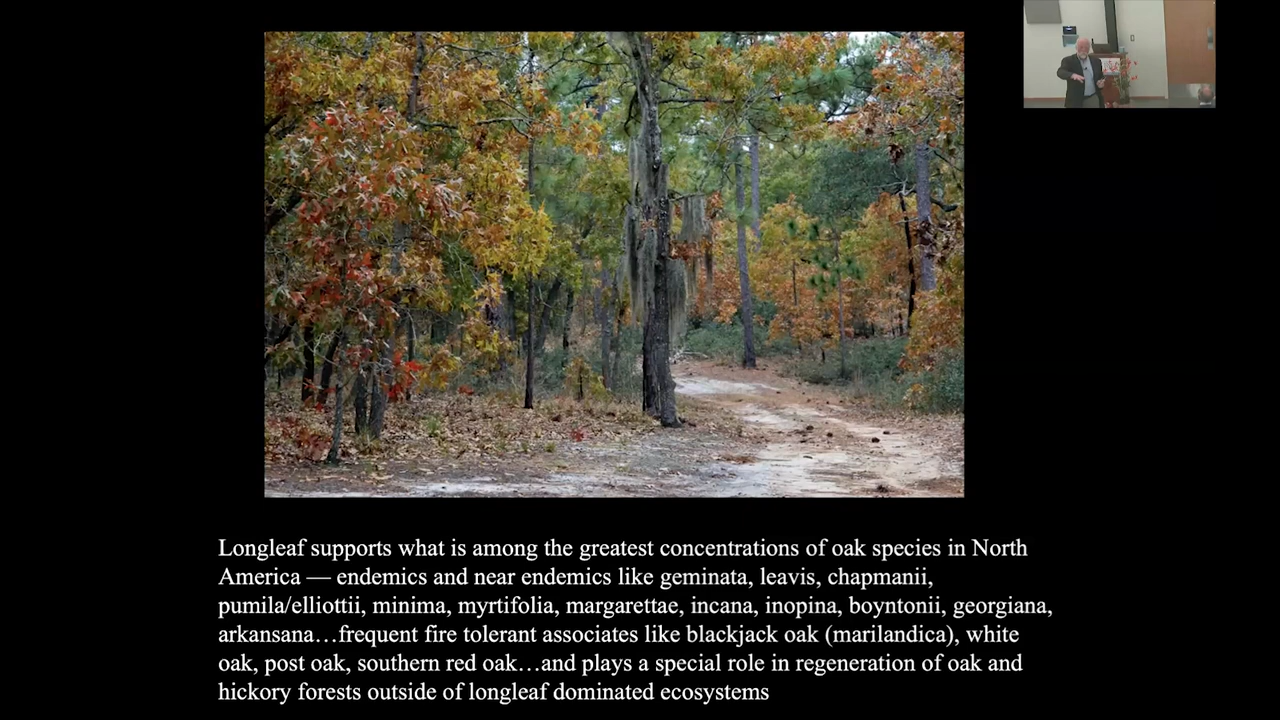 Longleaf supports what is among the greatest concentrations of oak species in North
America — endemics and near endemics like geminata, leavis, chapmanii,
pumila/elliottii, minima, myrtifolia, margarettae, incana, inopina, boyntonii, georgiana,
arkansana…frequent fire tolerant associates like blackjack oak (marilandica), white
oak, post oak, southern red oak…and plays a special role in regeneration of oak and
hickory forests outside of longleaf dominated ecosystems